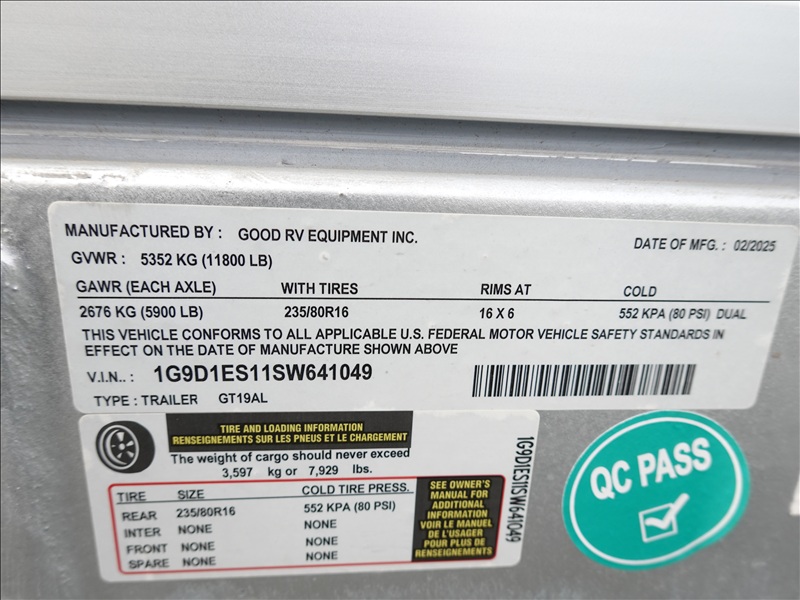 MANUFACTURED BY : GOOD RV EQUIPMENT INC.
DATE OF MFG. : 02/2025
GVWR : 5352 KG (11800 LB)
GAWR (EACH AXLE) WITH TIRES RIMS AT COLD
2676 KG (5900 LB) 235/80R16 16 X 6 552 KPA (80 PSI) DUAL
THIS VEHICLE CONFORMS TO ALL APPLICABLE U.S. FEDERAL MOTOR VEHICLE SAFETY STANDARDS IN
EFFECT ON THE DATE OF MANUFACTURE SHOWN ABOVE
V.I.N.. : 1G9D1ES11SW641049
TYPE : TRAILER GT19AL
TIRE AND LOADING INFORMATION
RENSEIGNEMENTS SUR LES PNEUS ET LE CHARGEMENT
The weight of cargo should never exceed
3,597 kg or 7,929 lbs.
TIRE SIZE COLD TIRE PRESS.
REAR 235/80R16 552 KPA (80 PSI)
INTER NONE NONE
FRONT NONE NONE
SPARE NONE NONE
SEE OWNER'S
MANUAL FOR
ADDITIONAL
INFORMATION
VOIR LE MANUEL
DE L'USAGER
POUR PLUS DE
RENSEIGNEMENTS
1G9D1ES11SW641049
QC PASS